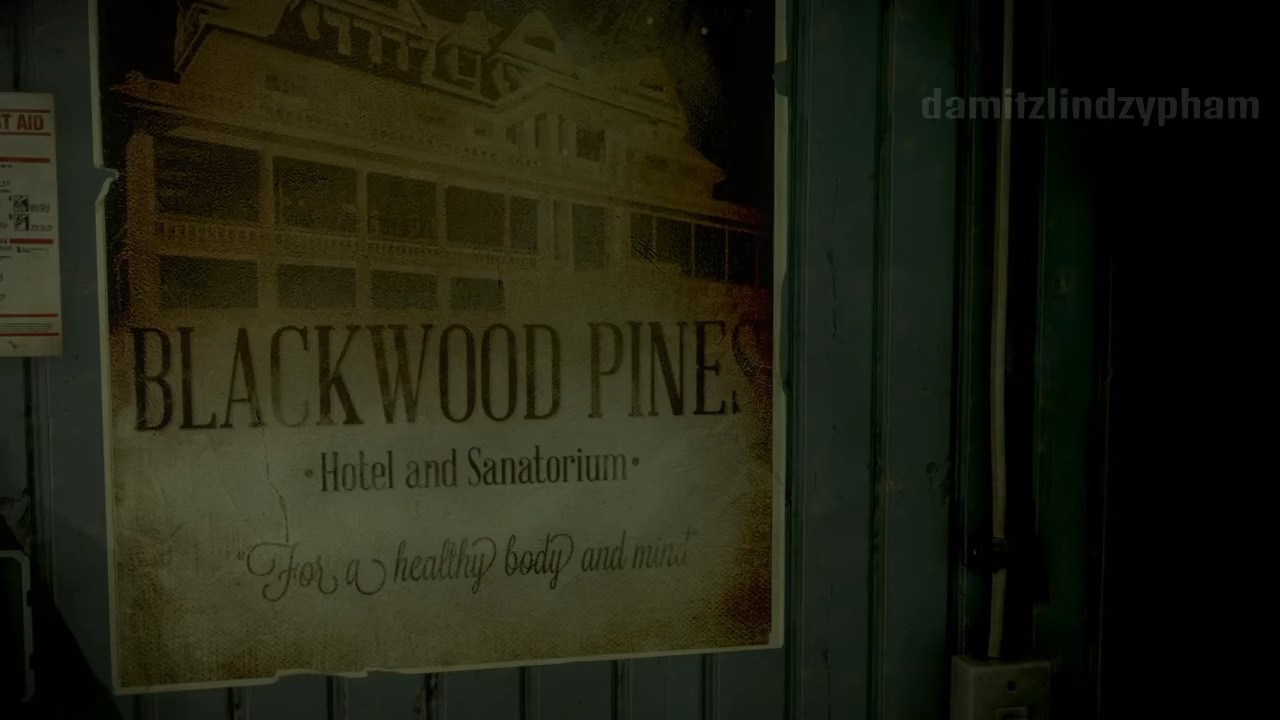 damitzlindzypham
T AID
BLACKWOOD PINES
•Hotel and Sanatorium•
"For a healthy body and mind"